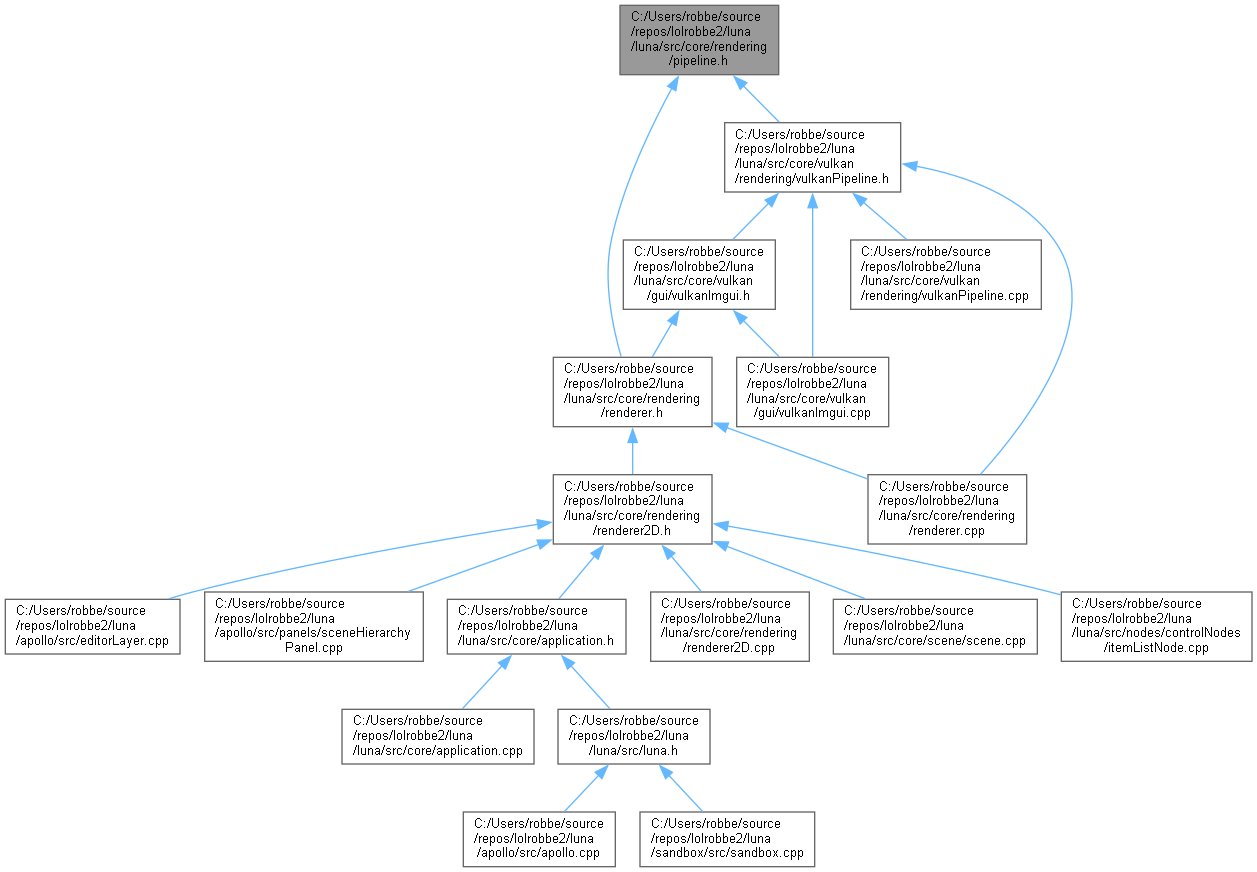 C:/Users/robbe/source
/repos/lolrobbe2/luna
/luna/src/core/rendering
/pipeline.h
C:/Users/robbe/source
/repos/lolrobbe2/luna
/luna/src/core/vulkan
/rendering/vulkanPipeline.h
C:/Users/robbe/source
/repos/lolrobbe2/luna
/luna/src/core/vulkan
/gui/vulkanImgui.h
C:/Users/robbe/source
/repos/lolrobbe2/luna
/luna/src/core/vulkan
/rendering/vulkanPipeline.cpp
C:/Users/robbe/source
/repos/lolrobbe2/luna
/luna/src/core/rendering
/renderer.h
C:/Users/robbe/source
/repos/lolrobbe2/luna
/luna/src/core/vulkan
/gui/vulkanImgui.cpp
C:/Users/robbe/source
/repos/lolrobbe2/luna
/luna/src/core/rendering
/renderer2D.h
C:/Users/robbe/source
/repos/lolrobbe2/luna
/luna/src/core/rendering
/renderer.cpp
C:/Users/robbe/source
/repos/lolrobbe2/luna
/apollo/src/editorLayer.cpp
C:/Users/robbe/source
/repos/lolrobbe2/luna
/apollo/src/panels/sceneHierarchy
Panel.cpp
C:/Users/robbe/source
/repos/lolrobbe2/luna
/luna/src/core/application.h
C:/Users/robbe/source
/repos/lolrobbe2/luna
/luna/src/core/rendering
/renderer2D.cpp
C:/Users/robbe/source
/repos/lolrobbe2/luna
/luna/src/core/scene/scene.cpp
C:/Users/robbe/source
/repos/lolrobbe2/luna
/luna/src/nodes/controlNodes
/itemListNode.cpp
C:/Users/robbe/source
/repos/lolrobbe2/luna
/luna/src/core/application.cpp
C:/Users/robbe/source
/repos/lolrobbe2/luna
/luna/src/luna.h
C:/Users/robbe/source
/repos/lolrobbe2/luna
/apollo/src/apollo.cpp
C:/Users/robbe/source
/repos/lolrobbe2/luna
/sandbox/src/sandbox.cpp